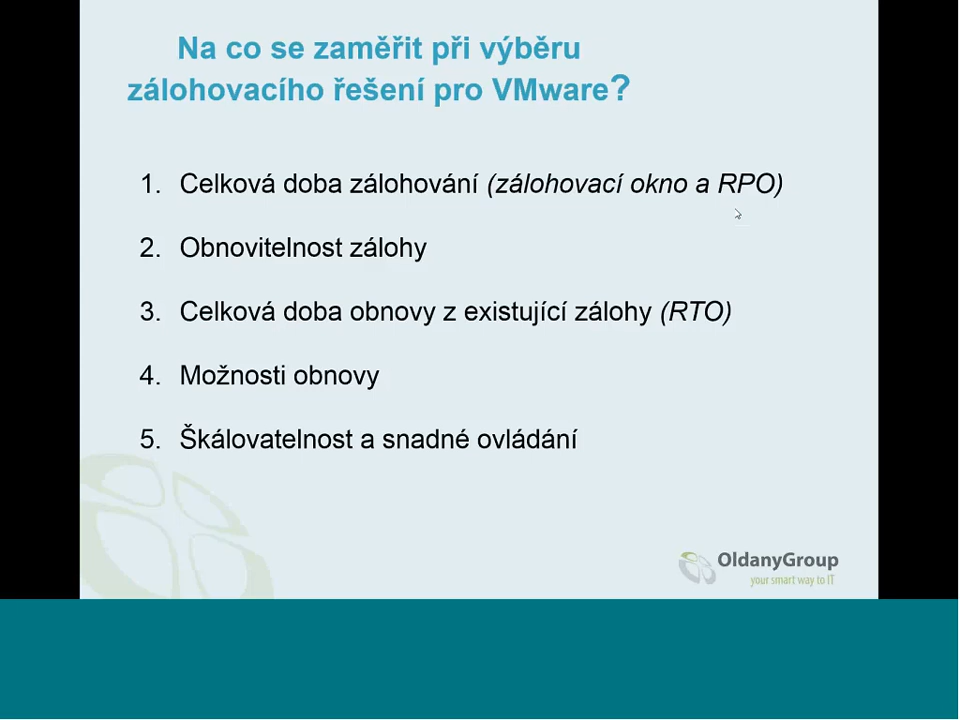 Na co se zaměřit při výběru
zálohovacího řešení pro VMware?
1. Celková doba zálohování (zálohovací okno a RPO)
2. Obnovitelnost zálohy
3. Celková doba obnovy z existující zálohy (RTO)
4. Možnosti obnovy
5. Škálovatelnost a snadné ovládání
OldanyGroup
your smart way to IT